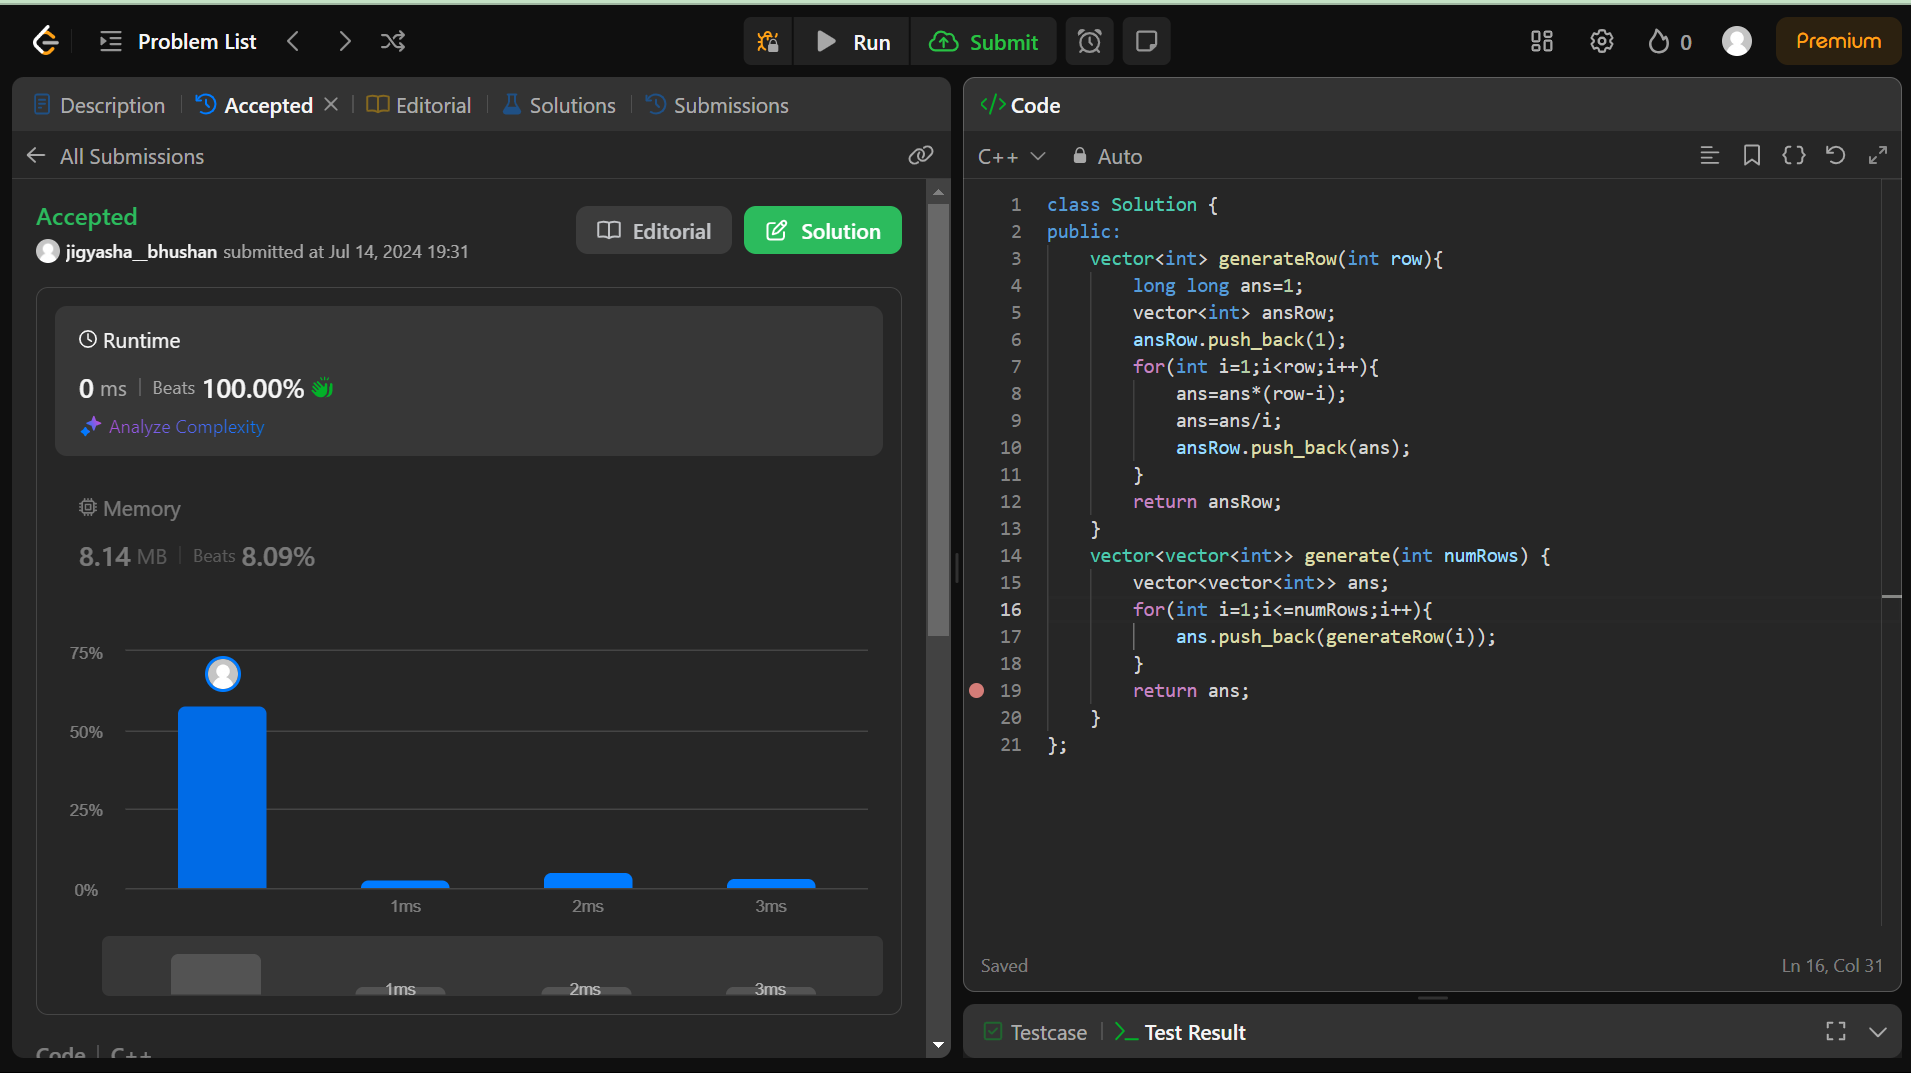 Problem List
Run
Submit
0
Premium
Description
Accepted
Editorial
Solutions
Submissions
All Submissions
Accepted
jigyasha__bhushan submitted at Jul 14, 2024 19:31
Editorial
Solution
Runtime
0 ms | Beats 100.00%
Analyze Complexity
Memory
8.14 MB | Beats 8.09%
75%
50%
25%
0%
1ms 2ms 3ms
1ms 2ms 3ms
Code | C++
</> Code
C++ Auto
1 class Solution {
2 public:
3     vector<int> generateRow(int row){
4         long long ans=1;
5         vector<int> ansRow;
6         ansRow.push_back(1);
7         for(int i=1;i<row;i++){
8             ans=ans*(row-i);
9             ans=ans/i;
10             ansRow.push_back(ans);
11         }
12         return ansRow;
13     }
14     vector<vector<int>> generate(int numRows) {
15         vector<vector<int>> ans;
16         for(int i=1;i<=numRows;i++){
17             ans.push_back(generateRow(i));
18         }
19         return ans;
20     }
21 };
Saved
Ln 16, Col 31
Testcase
Test Result